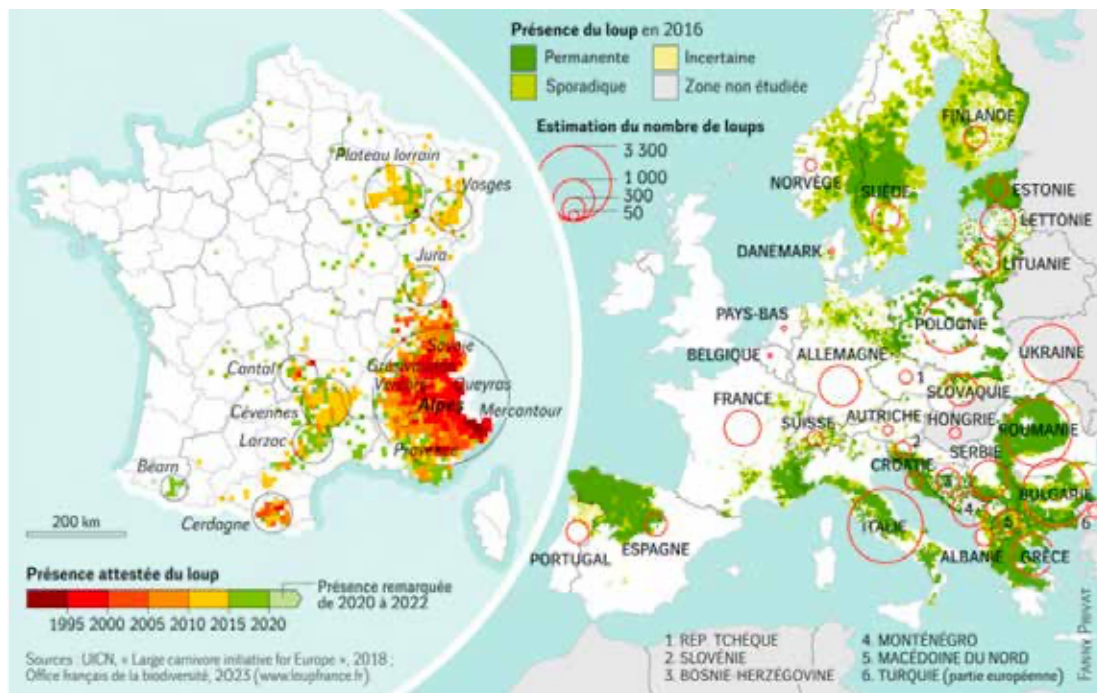 Présence du loup en 2016
Permanente
Incertaine
Sporadique
Zone non étudiée
Estimation du nombre de loups
3 300
1 000
300
50
Plateau lorrain
Vosges
Jura
Savoie
Vercors
Queyras
Alpes
Mercantour
Provence
Cantal
Cévennes
Larzac
Béarn
Cerdagne
200 km
Présence attestée du loup
Présence remarquée
de 2020 à 2022
1995 2000 2005 2010 2015 2020
Sources : UICN, « Large carnivore initiative for Europe », 2018 ;
Office français de la biodiversité, 2023 (www.loupfrance.fr).
FINLANDE
NORVÈGE
SUÈDE
ESTONIE
LETTONIE
DANEMARK
LITUANIE
PAYS-BAS
POLOGNE
BELGIQUE
ALLEMAGNE
UKRAINE
1
SLOVAQUIE
FRANCE
AUTRICHE
HONGRIE
SUISSE
ROUMANIE
2
SERBIE
CROATIE
3
BULGARIE
4
5
6
ITALIE
ALBANIE
GRÈCE
PORTUGAL
ESPAGNE
1. RÉP. TCHÈQUE
2. SLOVÉNIE
3. BOSNIE-HERZÉGOVINE
4. MONTÉNÉGRO
5. MACÉDOINE DU NORD
6. TURQUIE (partie européenne)
FANNY PRIVAT